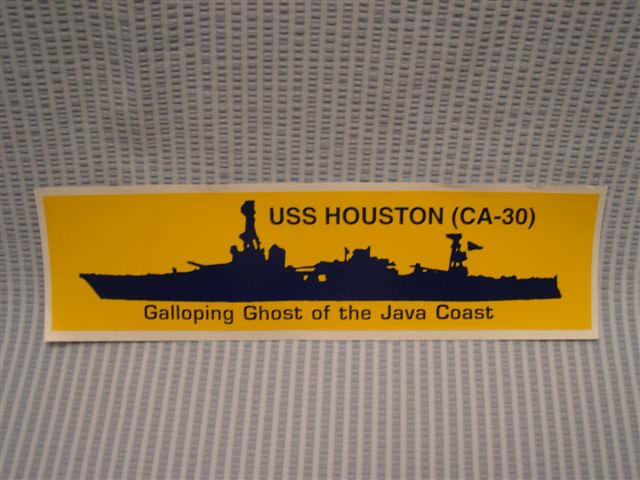 USS HOUSTON (CA-30)
Galloping Ghost of the Java Coast